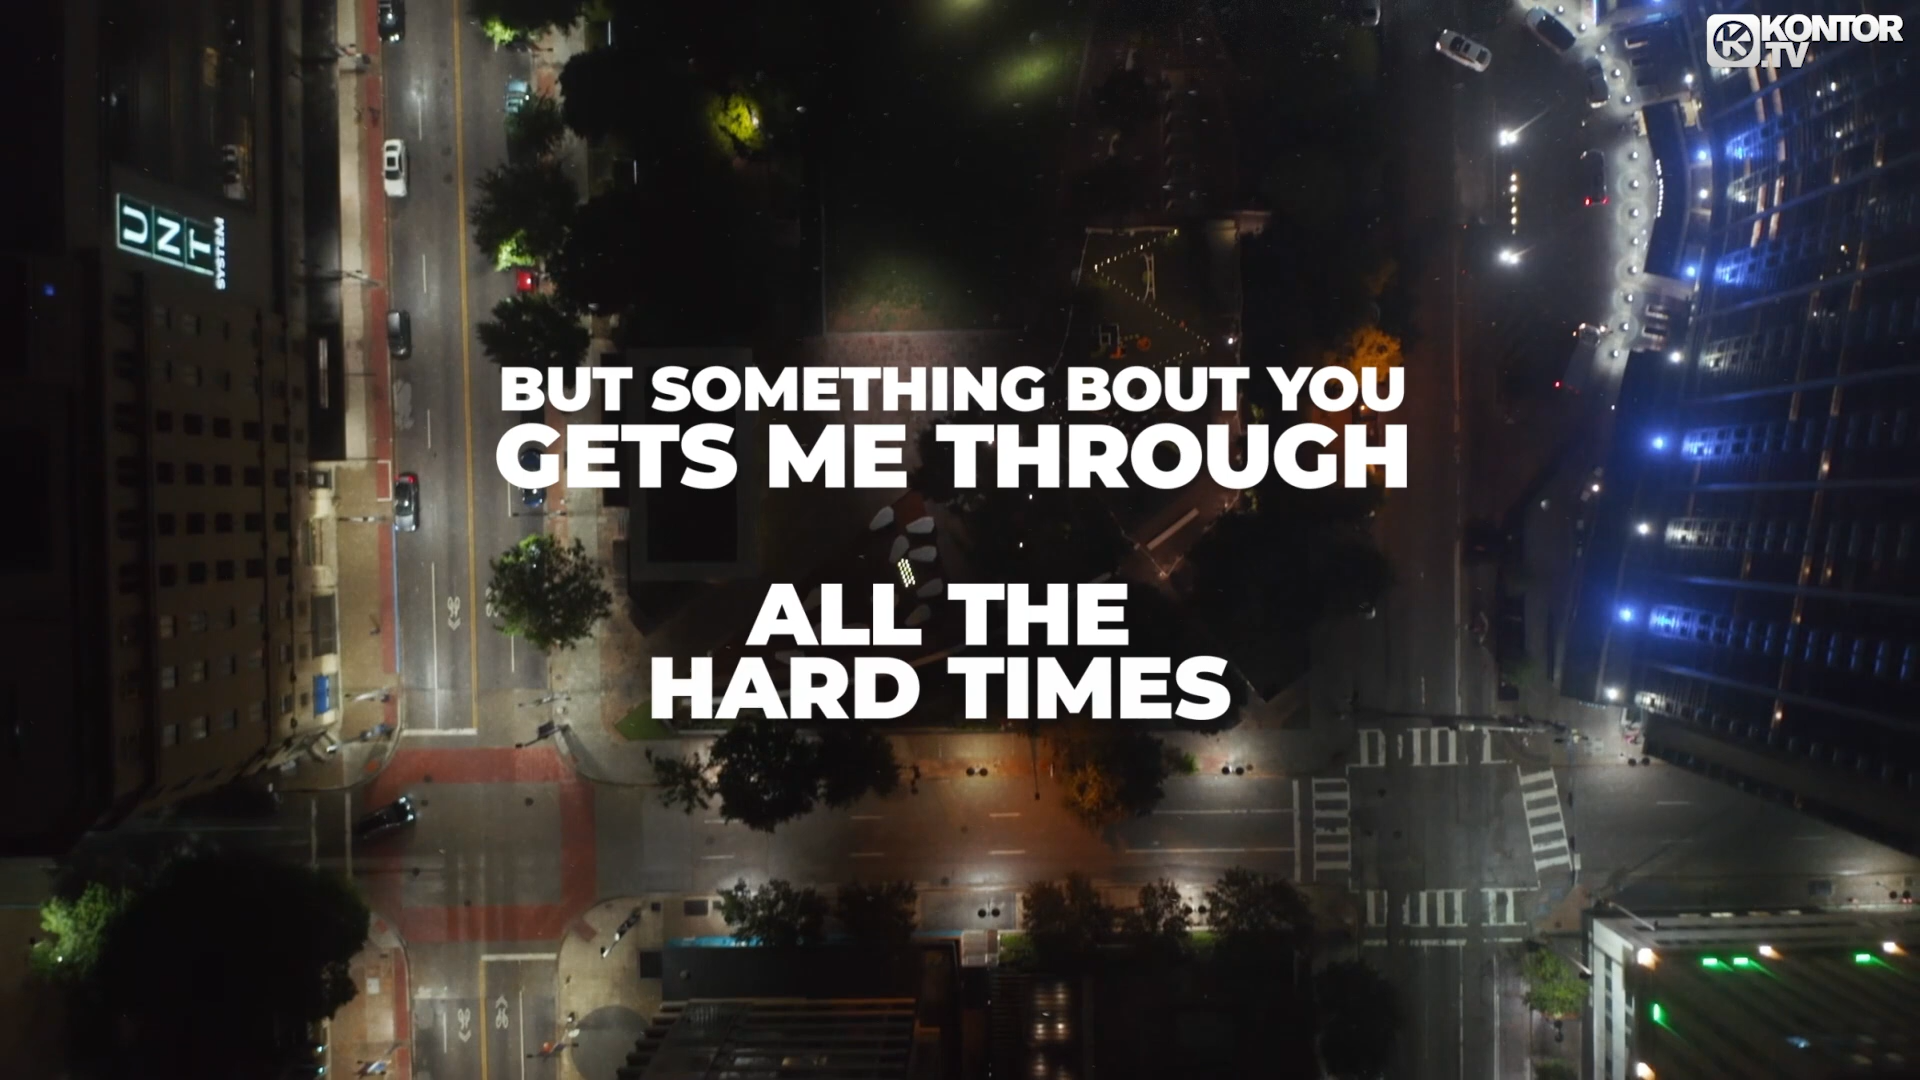 KONTOR
.TV
UNT
SYSTEM
BUT SOMETHING BOUT YOU
GETS ME THROUGH
ALL THE
HARD TIMES